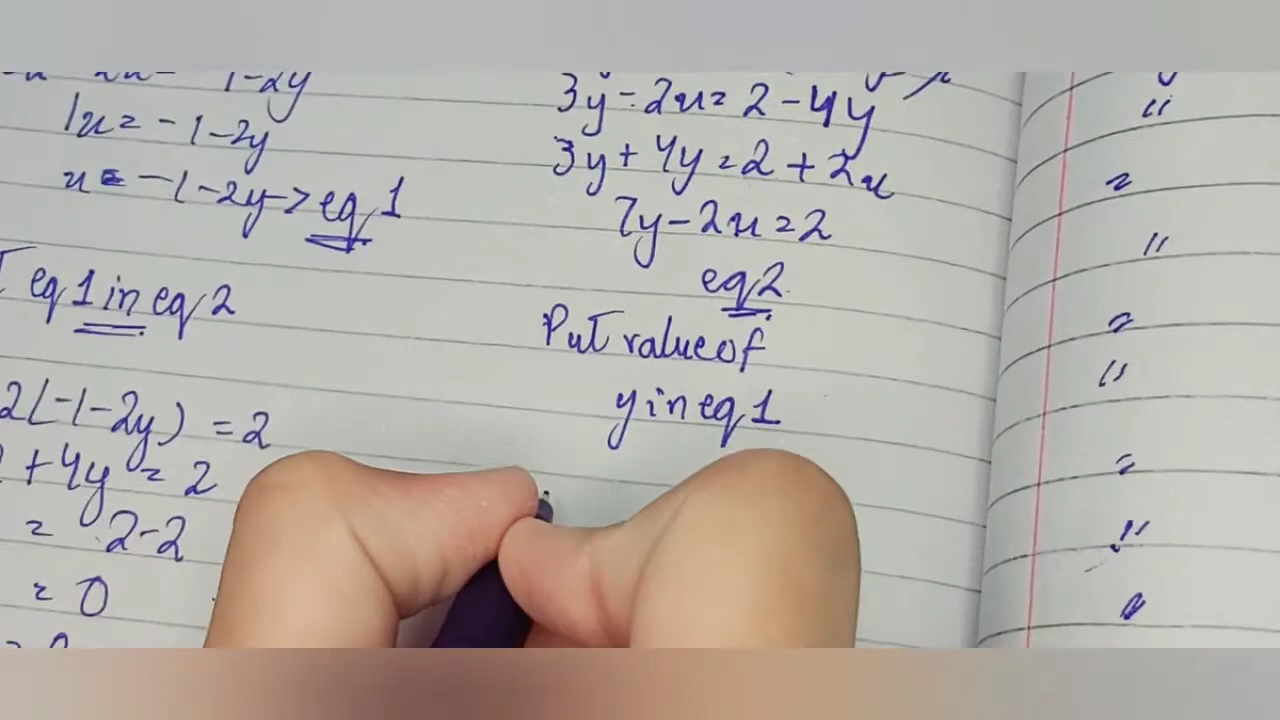 1-2y
1x = -1-2y
x = -1-2y > eq 1
eq 1 in eq 2
2(-1-2y) = 2
+ 4y = 2
= 2-2
= 0
3y-2x = 2-4y
3y+4y = 2+2x
7y-2x = 2
eq 2
Put value of
y in eq 1